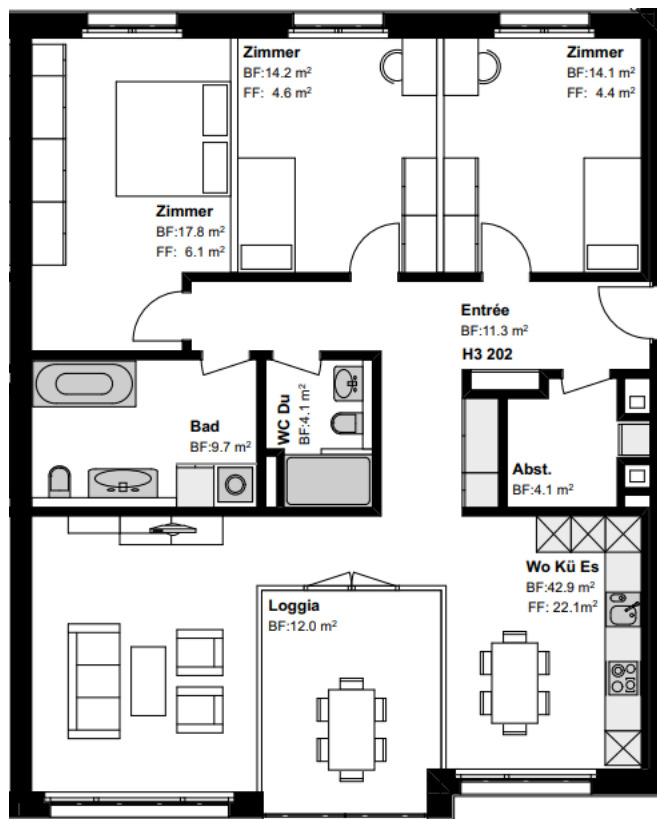 Zimmer
BF:14.2 m²
FF: 4.6 m²
Zimmer
BF:14.1 m²
FF: 4.4 m²
Zimmer
BF:17.8 m²
FF: 6.1 m²
Entrée
BF:11.3 m²
H3 202
WC Du
BF:4.1 m²
Bad
BF:9.7 m²
Abst.
BF:4.1 m²
Wo Kü Es
BF:42.9 m²
FF: 22.1m²
Loggia
BF:12.0 m²